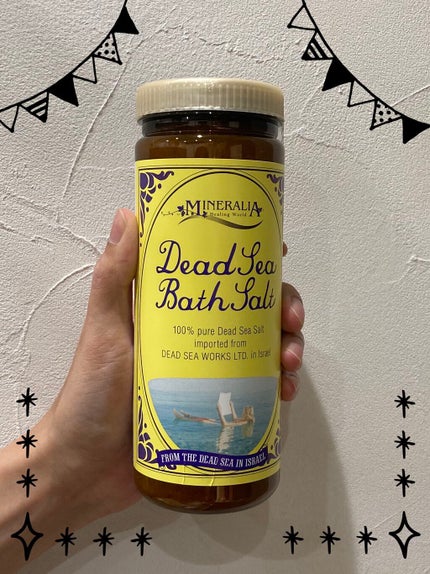 MINERALIA
Healing World
Dead Sea
Bath Salt
100% pure Dead Sea Salt
imported from
DEAD SEA WORKS LTD. in Israel
FROM THE DEAD SEA IN ISRAEL